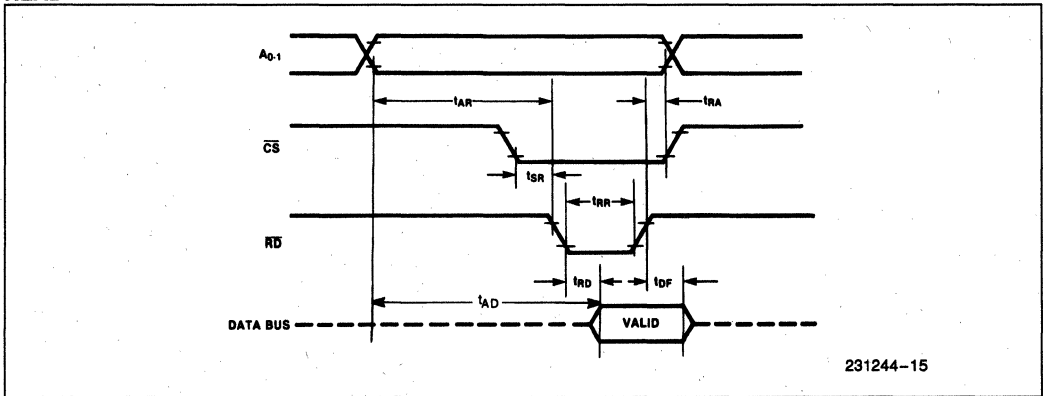 A0-1
tAR
tRA
CS
tSR
tRR
RD
tRD
tDF
tAD
DATA BUS
VALID
231244–15